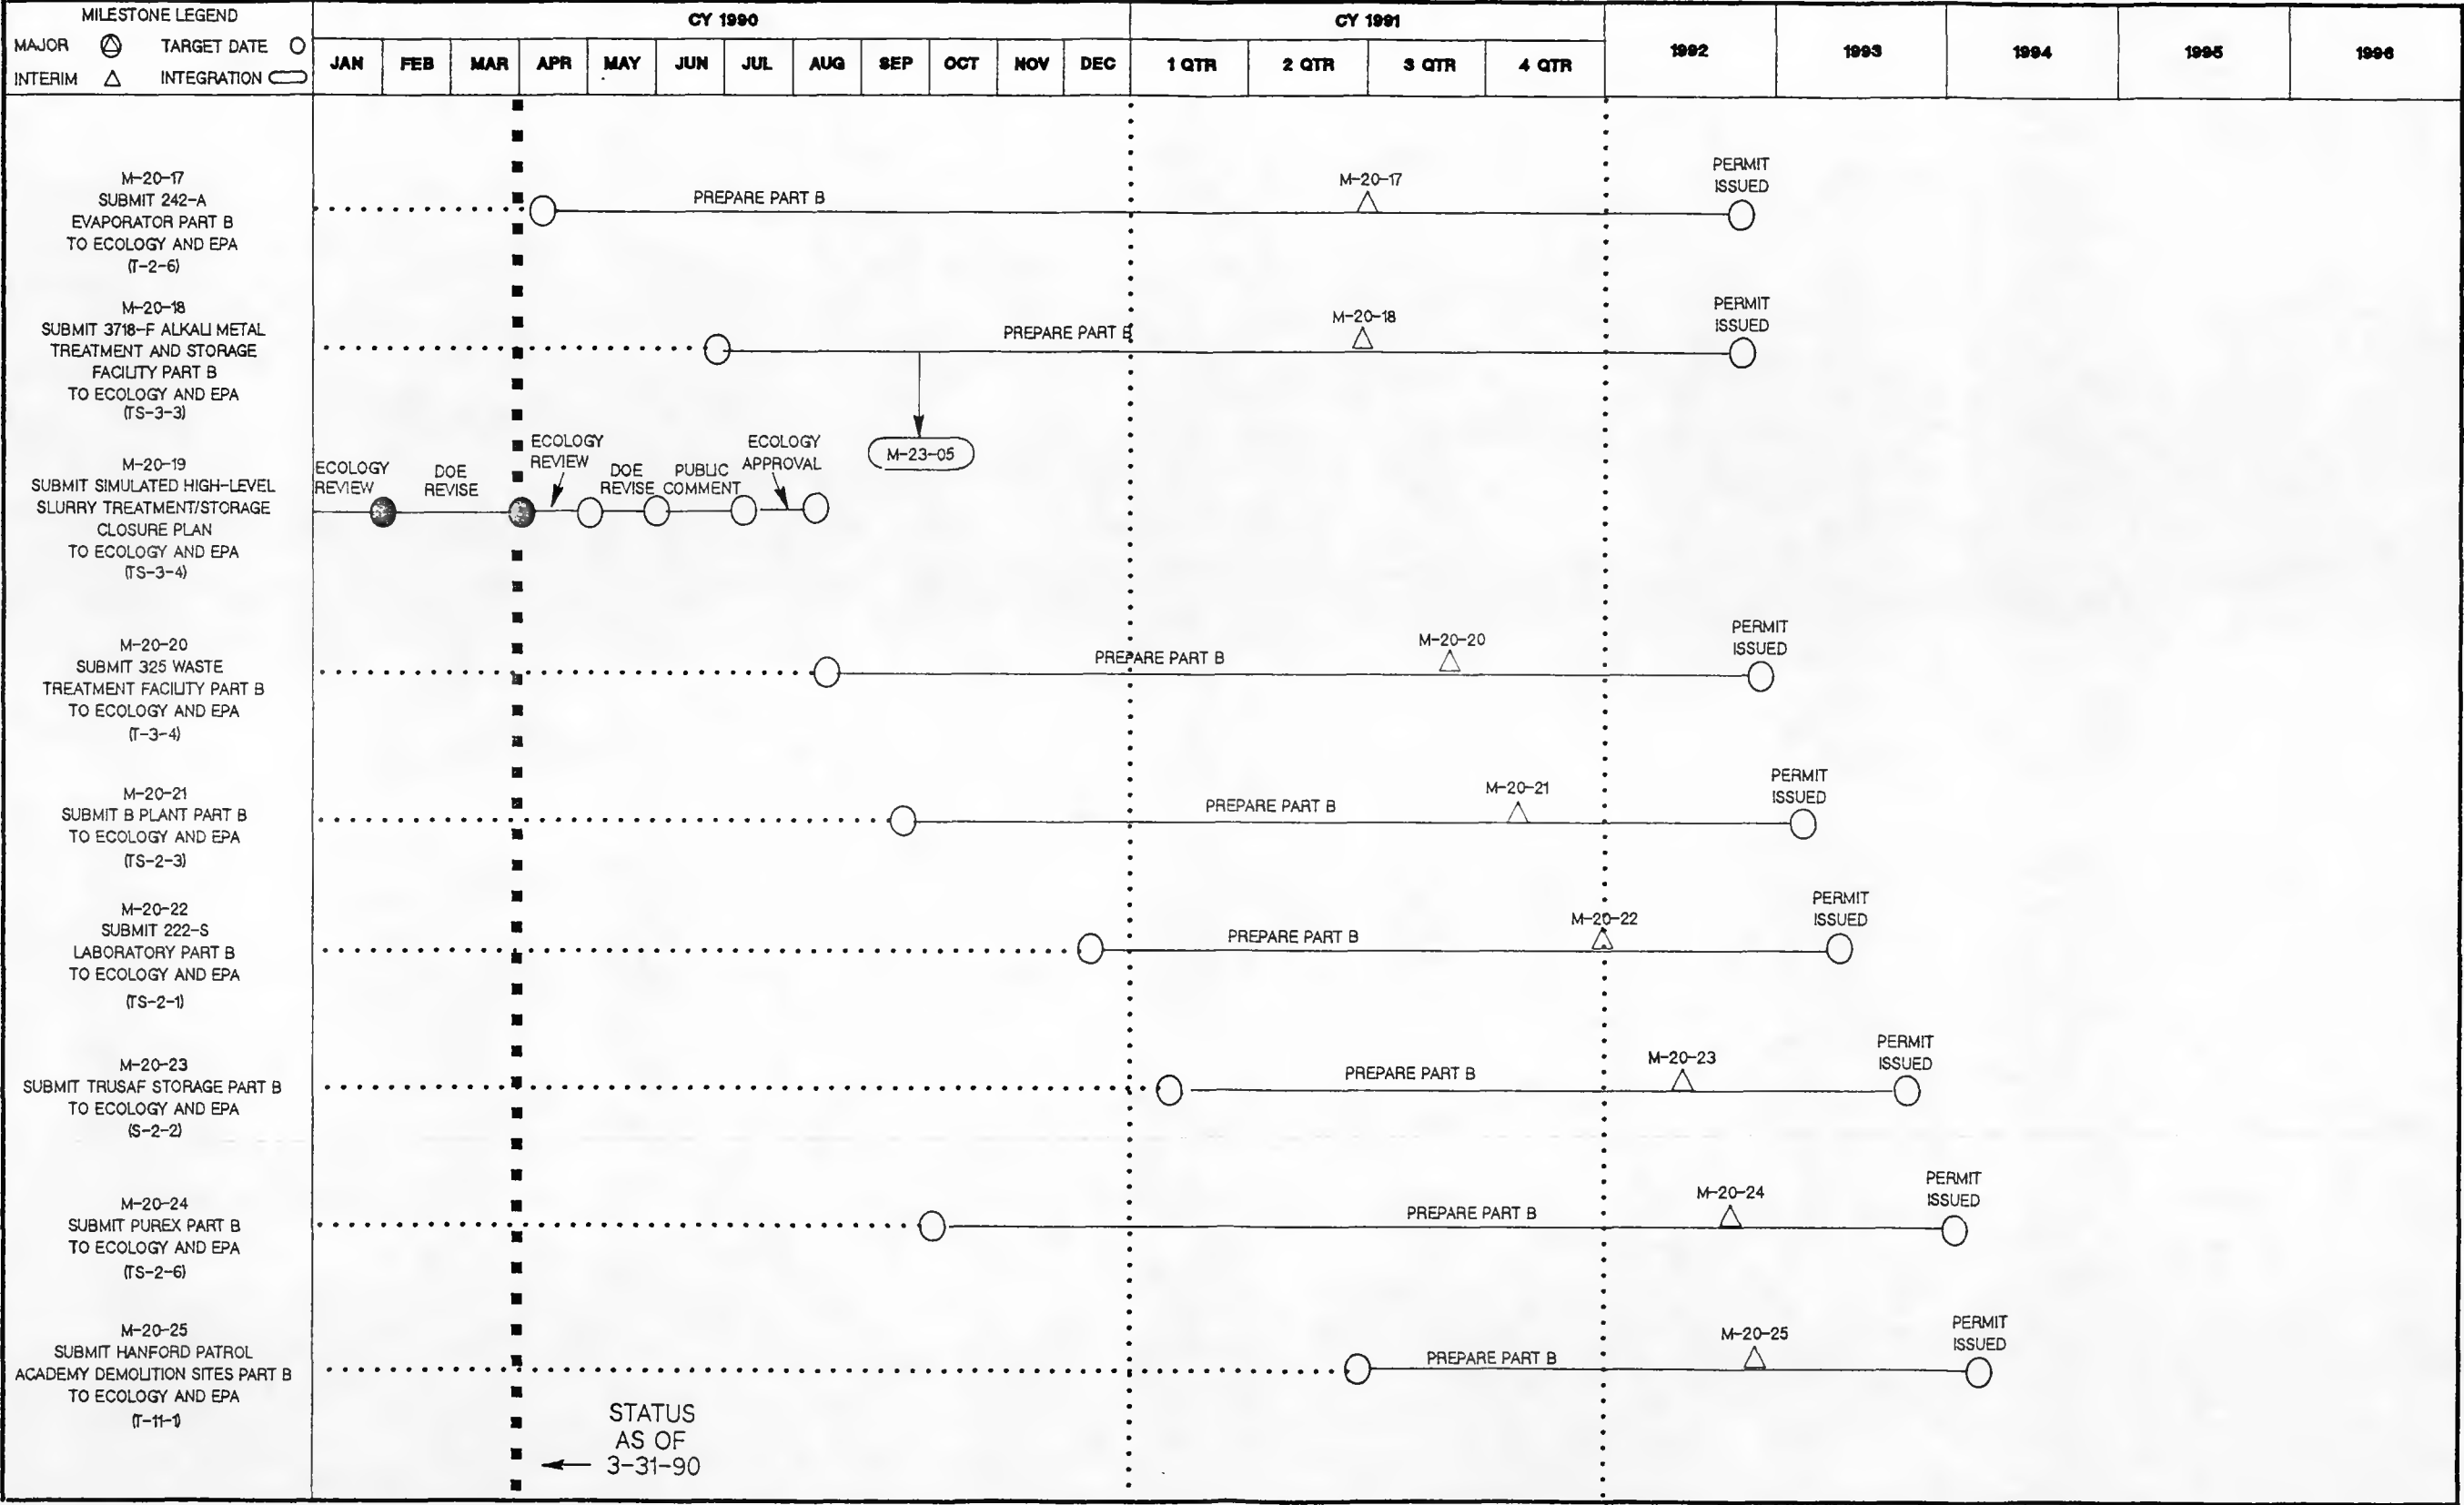 MILESTONE LEGEND
MAJOR TARGET DATE
INTERIM INTEGRATION
CY 1990
JAN FEB MAR APR MAY JUN JUL AUG SEP OCT NOV DEC
CY 1991
1 QTR 2 QTR 3 QTR 4 QTR
1992 1993 1994 1995 1996
M-20-17
SUBMIT 242-A
EVAPORATOR PART B
TO ECOLOGY AND EPA
(T-2-6)
PREPARE PART B
M-20-17
PERMIT
ISSUED
M-20-18
SUBMIT 3718-F ALKALI METAL
TREATMENT AND STORAGE
FACILITY PART B
TO ECOLOGY AND EPA
(TS-3-3)
PREPARE PART B
M-20-18
PERMIT
ISSUED
M-23-05
M-20-19
SUBMIT SIMULATED HIGH-LEVEL
SLURRY TREATMENT/STORAGE
CLOSURE PLAN
TO ECOLOGY AND EPA
(TS-3-4)
ECOLOGY
REVIEW
DOE
REVISE
ECOLOGY
REVIEW
DOE
REVISE
PUBLIC
COMMENT
ECOLOGY
APPROVAL
M-20-20
SUBMIT 325 WASTE
TREATMENT FACILITY PART B
TO ECOLOGY AND EPA
(T-3-4)
PREPARE PART B
M-20-20
PERMIT
ISSUED
M-20-21
SUBMIT B PLANT PART B
TO ECOLOGY AND EPA
(TS-2-3)
PREPARE PART B
M-20-21
PERMIT
ISSUED
M-20-22
SUBMIT 222-S
LABORATORY PART B
TO ECOLOGY AND EPA
(TS-2-1)
PREPARE PART B
M-20-22
PERMIT
ISSUED
M-20-23
SUBMIT TRUSAF STORAGE PART B
TO ECOLOGY AND EPA
(S-2-2)
PREPARE PART B
M-20-23
PERMIT
ISSUED
M-20-24
SUBMIT PUREX PART B
TO ECOLOGY AND EPA
(TS-2-6)
PREPARE PART B
M-20-24
PERMIT
ISSUED
M-20-25
SUBMIT HANFORD PATROL
ACADEMY DEMOLITION SITES PART B
TO ECOLOGY AND EPA
(T-11-1)
PREPARE PART B
M-20-25
PERMIT
ISSUED
STATUS
AS OF
3-31-90